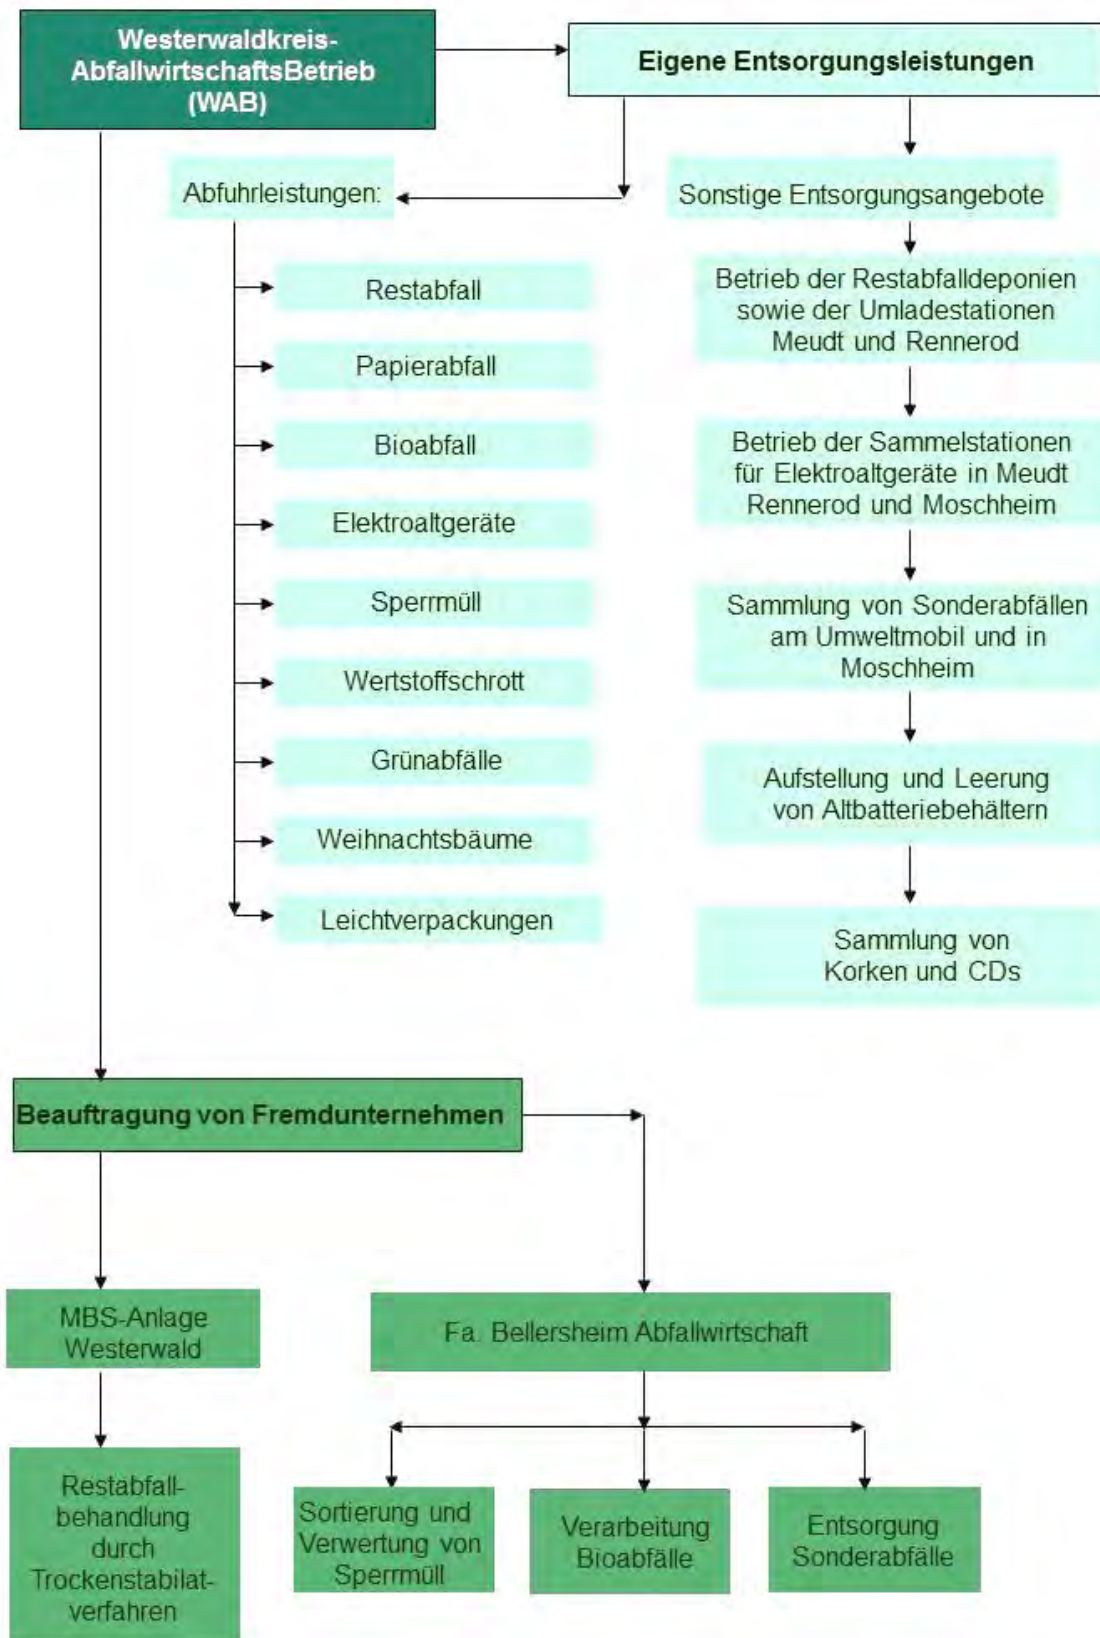 Westerwaldkreis-
AbfallwirtschaftsBetrieb
(WAB)
Eigene Entsorgungsleistungen
Abfuhrleistungen:
Restabfall
Papierabfall
Bioabfall
Elektroaltgeräte
Sperrmüll
Wertstoffschrott
Grünabfälle
Weihnachtsbäume
Leichtverpackungen
Sonstige Entsorgungsangebote
Betrieb der Restabfalldeponien
sowie der Umladestationen
Meudt und Rennerod
Betrieb der Sammelstationen
für Elektroaltgeräte in Meudt
Rennerod und Moschheim
Sammlung von Sonderabfällen
am Umweltmobil und in
Moschheim
Aufstellung und Leerung
von Altbatteriebehältern
Sammlung von
Korken und CDs
Beauftragung von Fremdunternehmen
MBS-Anlage
Westerwald
Restabfall-
behandlung
durch
Trockenstabilat-
verfahren
Fa. Bellersheim Abfallwirtschaft
Sortierung und
Verwertung von
Sperrmüll
Verarbeitung
Bioabfälle
Entsorgung
Sonderabfälle